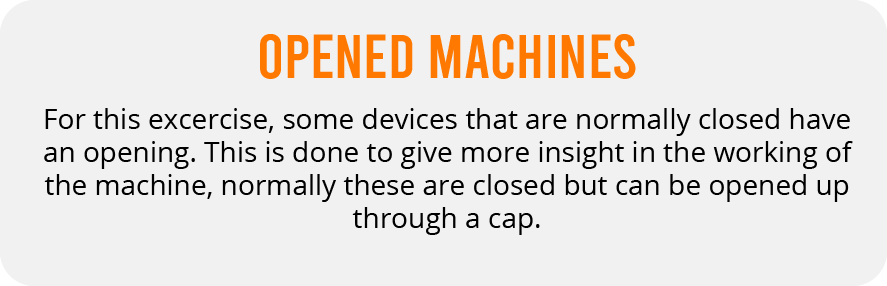 OPENED MACHINES
For this excercise, some devices that are normally closed have
an opening. This is done to give more insight in the working of
the machine, normally these are closed but can be opened up
through a cap.